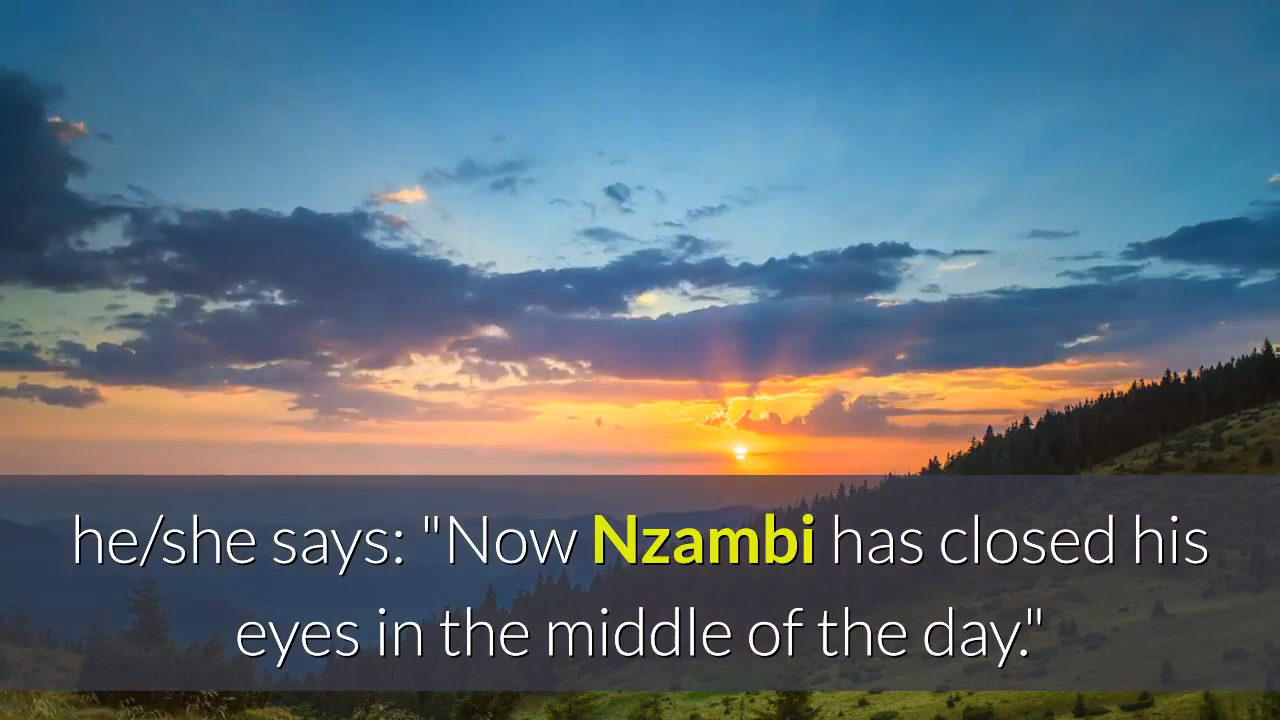 he/she says: "Now Nzambi has closed his
eyes in the middle of the day."